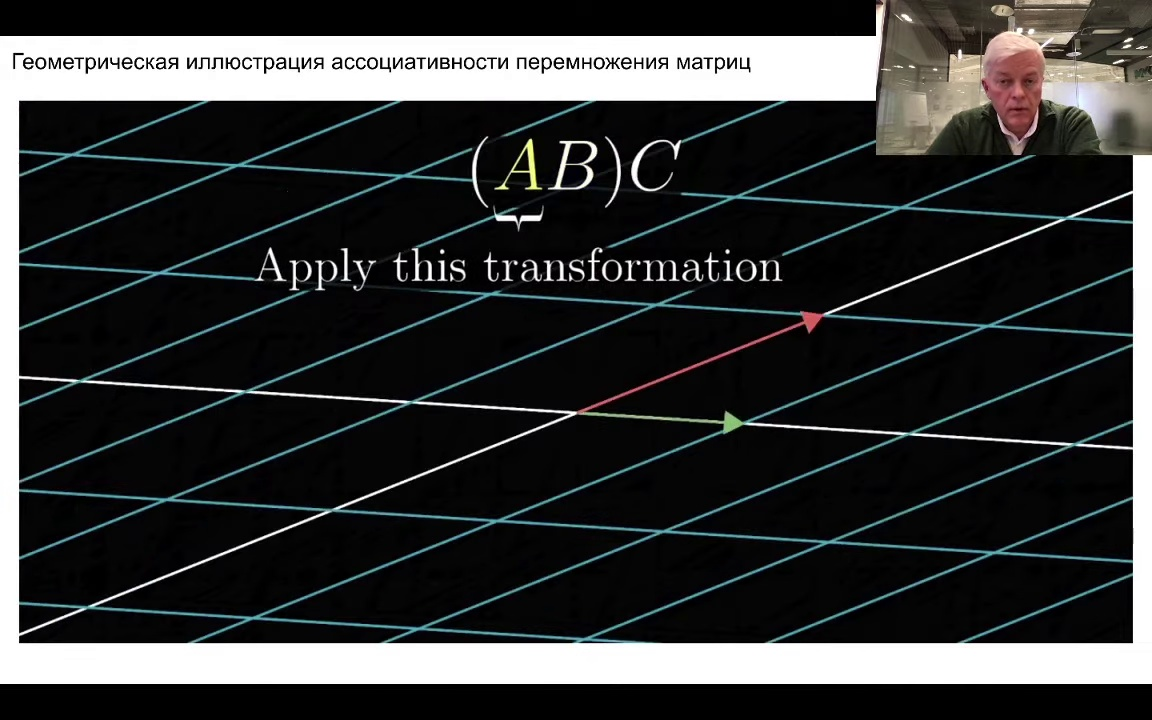 Геометрическая иллюстрация ассоциативности перемножения матриц
(AB)C
Apply this transformation